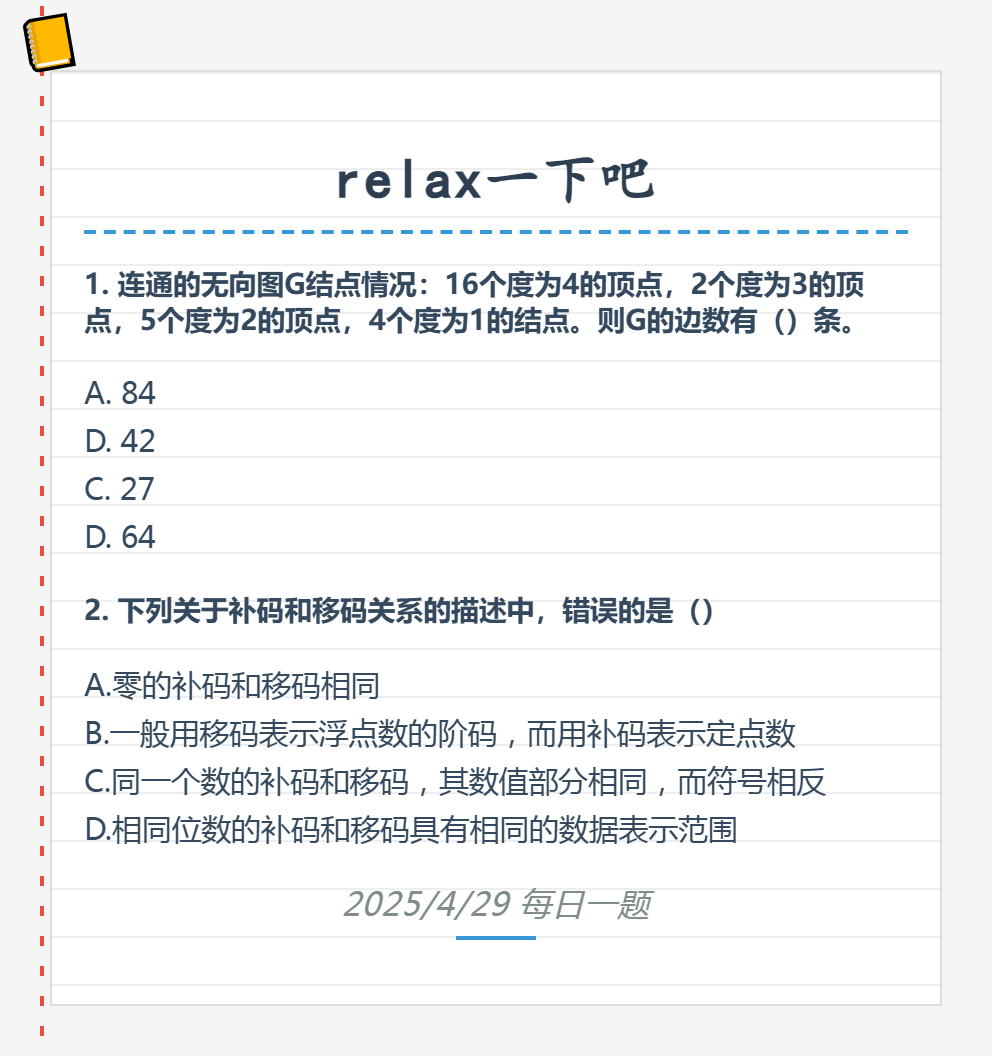 relax一下吧
1. 连通的无向图G结点情况：16个度为4的顶点，2个度为3的顶
点，5个度为2的顶点，4个度为1的结点。则G的边数有（）条。
A. 84
D. 42
C. 27
D. 64
2. 下列关于补码和移码关系的描述中，错误的是（）
A.零的补码和移码相同
B.一般用移码表示浮点数的阶码，而用补码表示定点数
C.同一个数的补码和移码，其数值部分相同，而符号相反
D.相同位数的补码和移码具有相同的数据表示范围
2025/4/29 每日一题